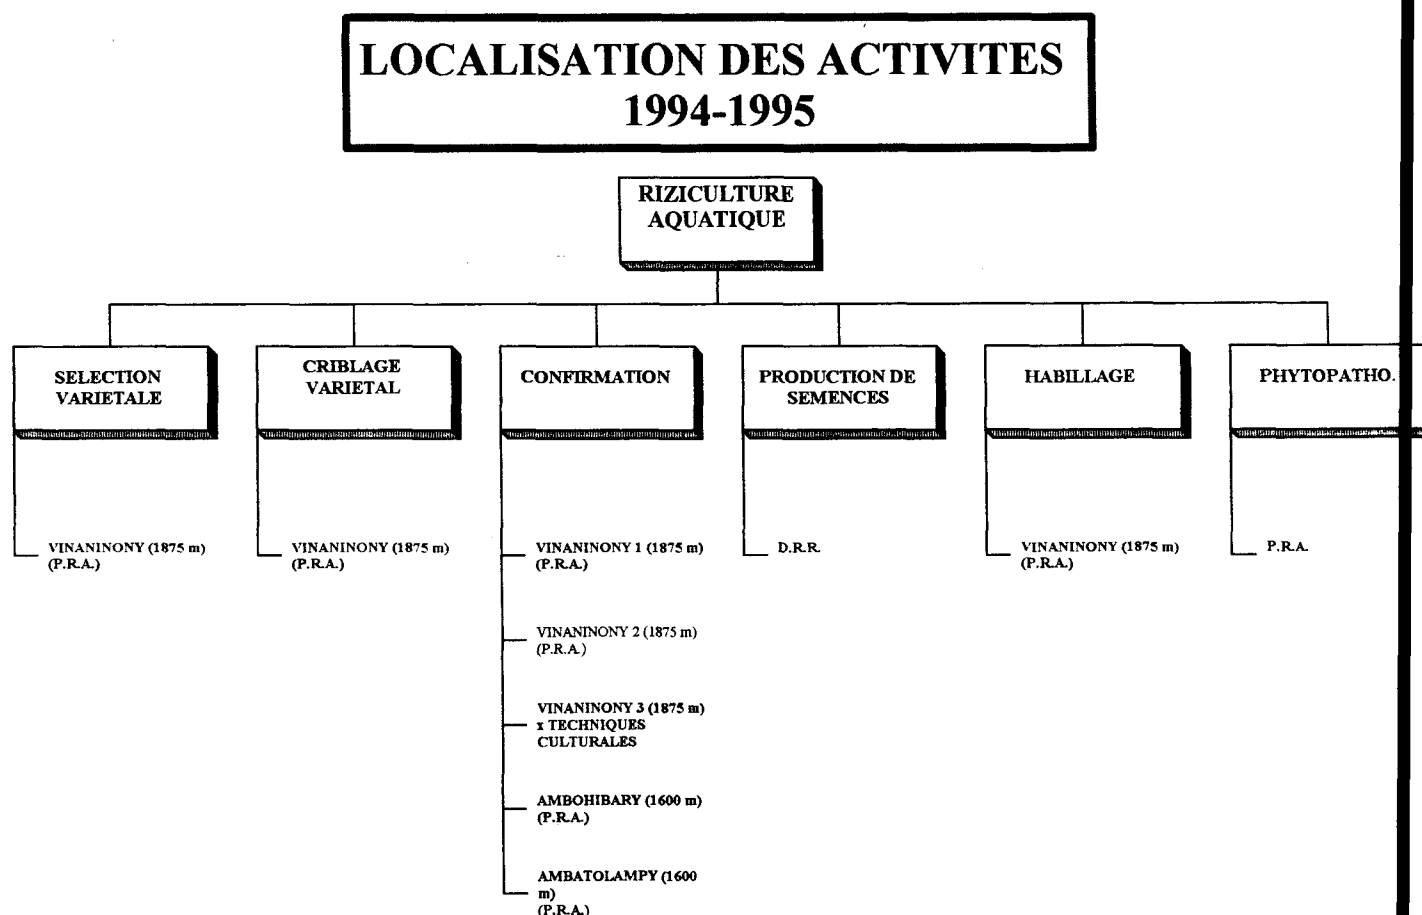 LOCALISATION DES ACTIVITES
1994-1995
RIZICULTURE
AQUATIQUE
SELECTION
VARIETALE
CRIBLAGE
VARIETAL
CONFIRMATION
PRODUCTION DE
SEMENCES
HABILLAGE
PHYTOPATHO.
VINANINONY (1875 m)
(P.R.A.)
VINANINONY (1875 m)
(P.R.A.)
VINANINONY 1 (1875 m)
(P.R.A.)
VINANINONY 2 (1875 m)
(P.R.A.)
VINANINONY 3 (1875 m)
x TECHNIQUES
CULTURALES
AMBOHIBARY (1600 m)
(P.R.A.)
AMBATOLAMPY (1600
m)
(P.R.A.)
D.R.R.
VINANINONY (1875 m)
(P.R.A.)
P.R.A.